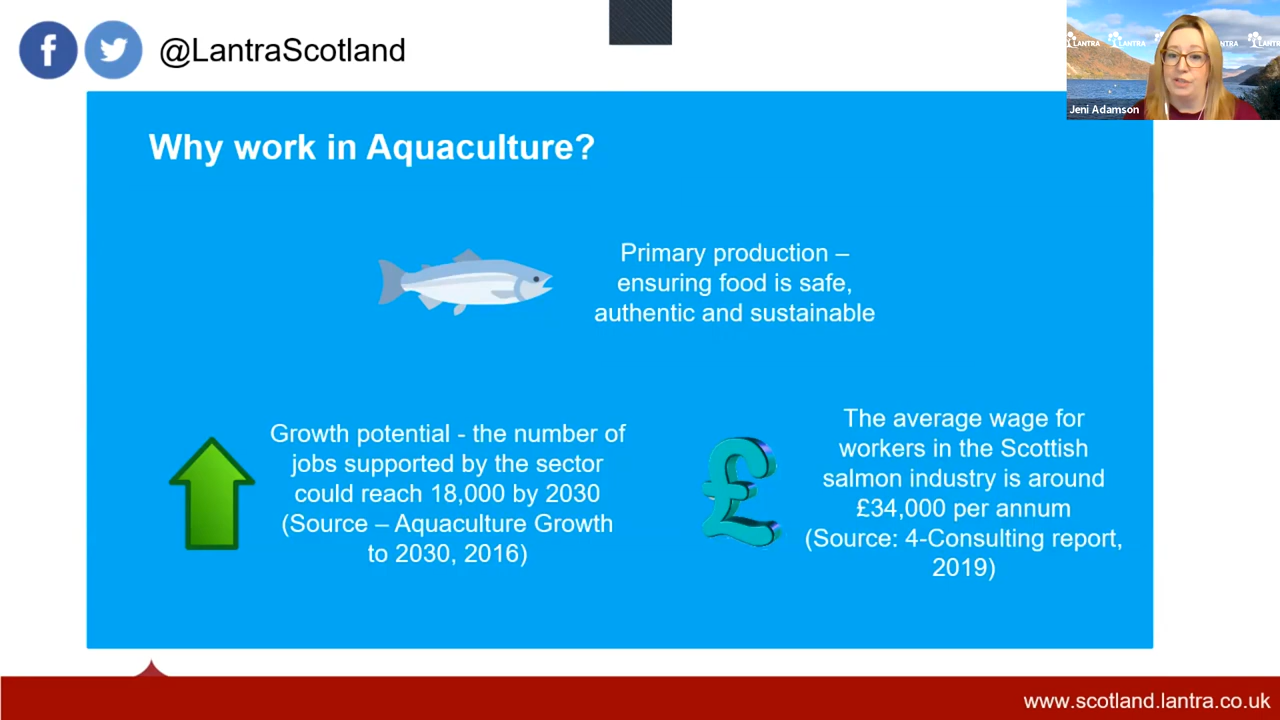 @LantraScotland
LANTRA
LANTRA
LANTRA
Jeni Adamson
Why work in Aquaculture?
Primary production –
ensuring food is safe,
authentic and sustainable
Growth potential - the number of
jobs supported by the sector
could reach 18,000 by 2030
(Source – Aquaculture Growth
to 2030, 2016)
£
The average wage for
workers in the Scottish
salmon industry is around
£34,000 per annum
(Source: 4-Consulting report,
2019)
www.scotland.lantra.co.uk